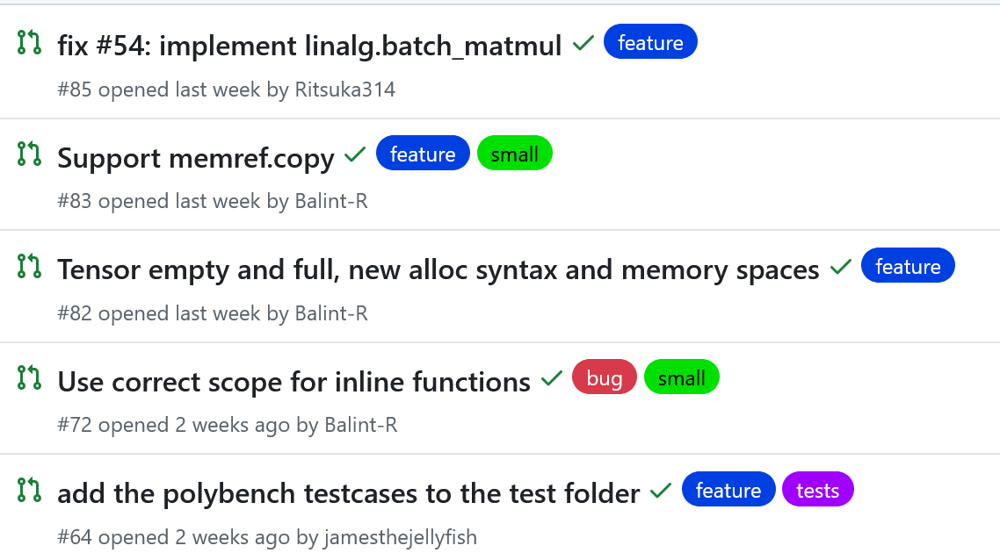 fix #54: implement linalg.batch_matmul feature
#85 opened last week by Ritsuka314
Support memref.copy feature small
#83 opened last week by Balint-R
Tensor empty and full, new alloc syntax and memory spaces feature
#82 opened last week by Balint-R
Use correct scope for inline functions bug small
#72 opened 2 weeks ago by Balint-R
add the polybench testcases to the test folder feature tests
#64 opened 2 weeks ago by jamesthejellyfish